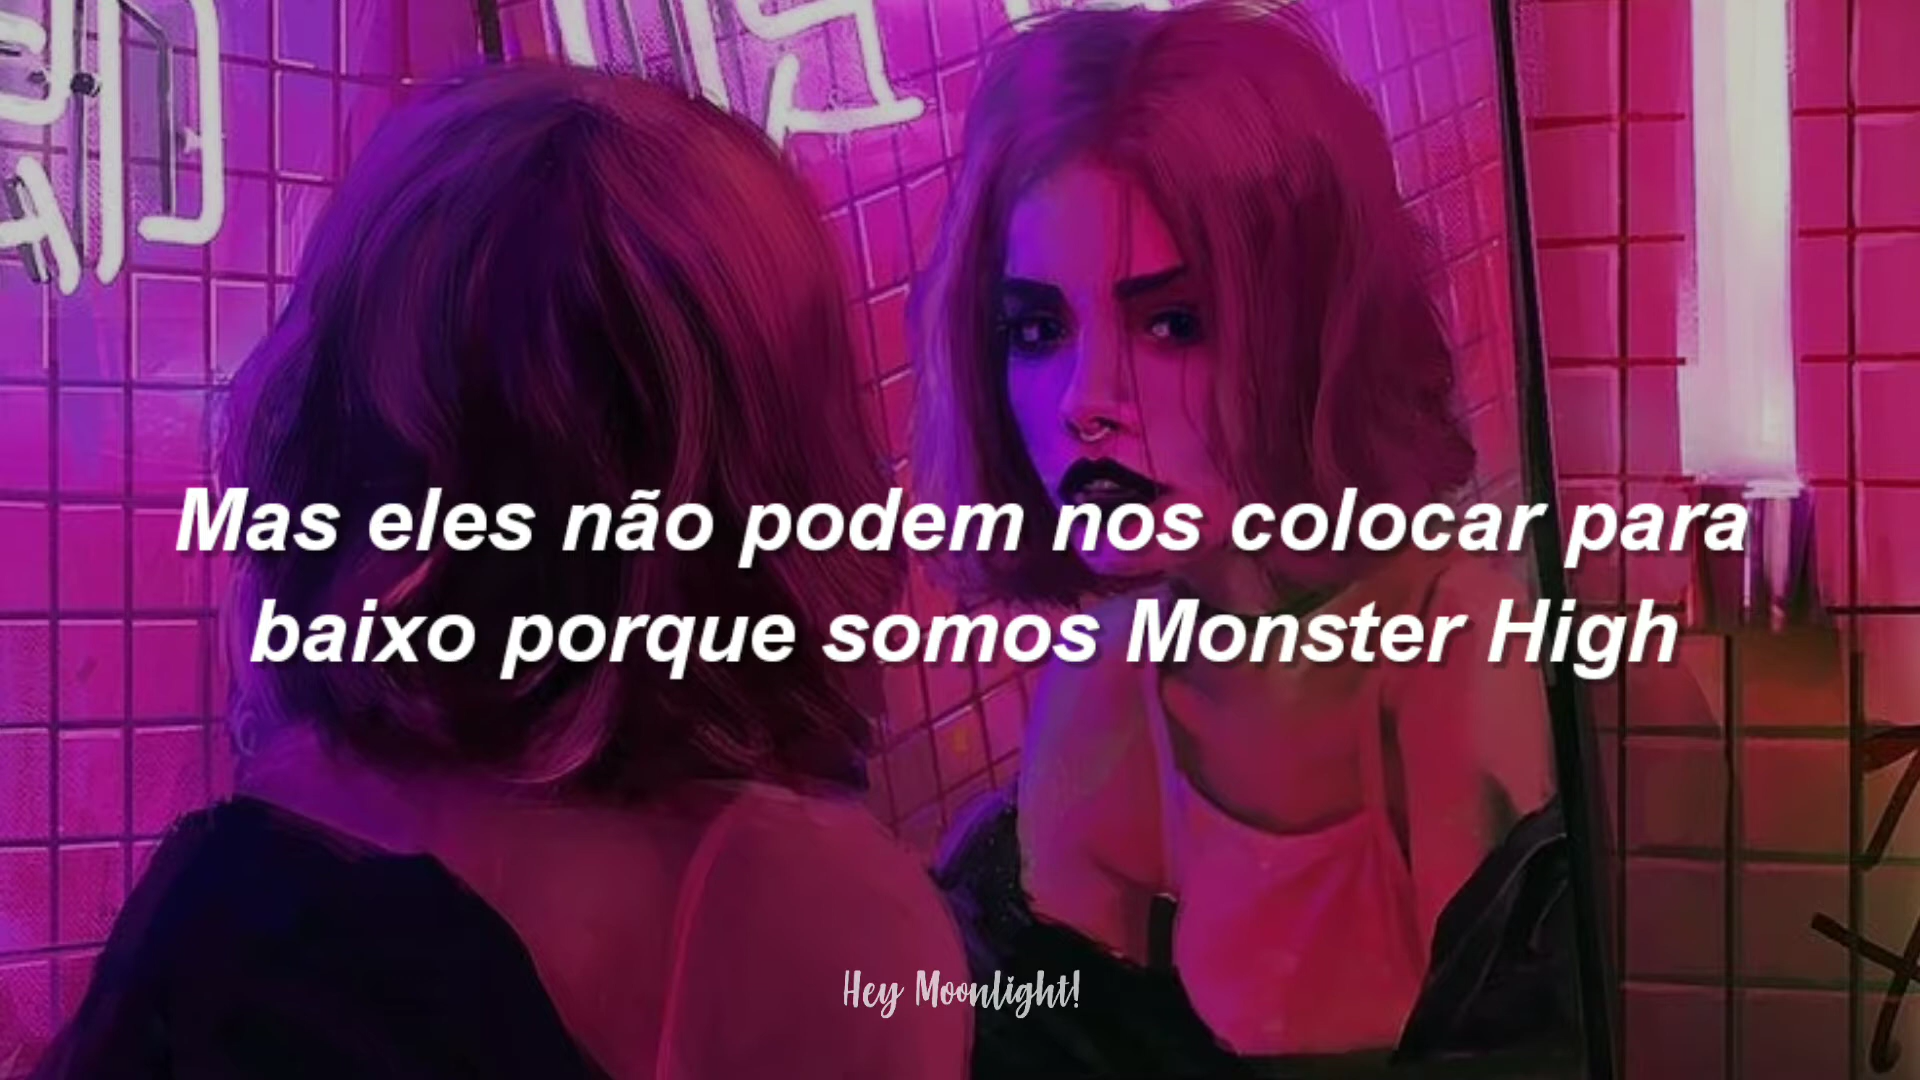 Mas eles não podem nos colocar para
baixo porque somos Monster High
Hey Moonlight!